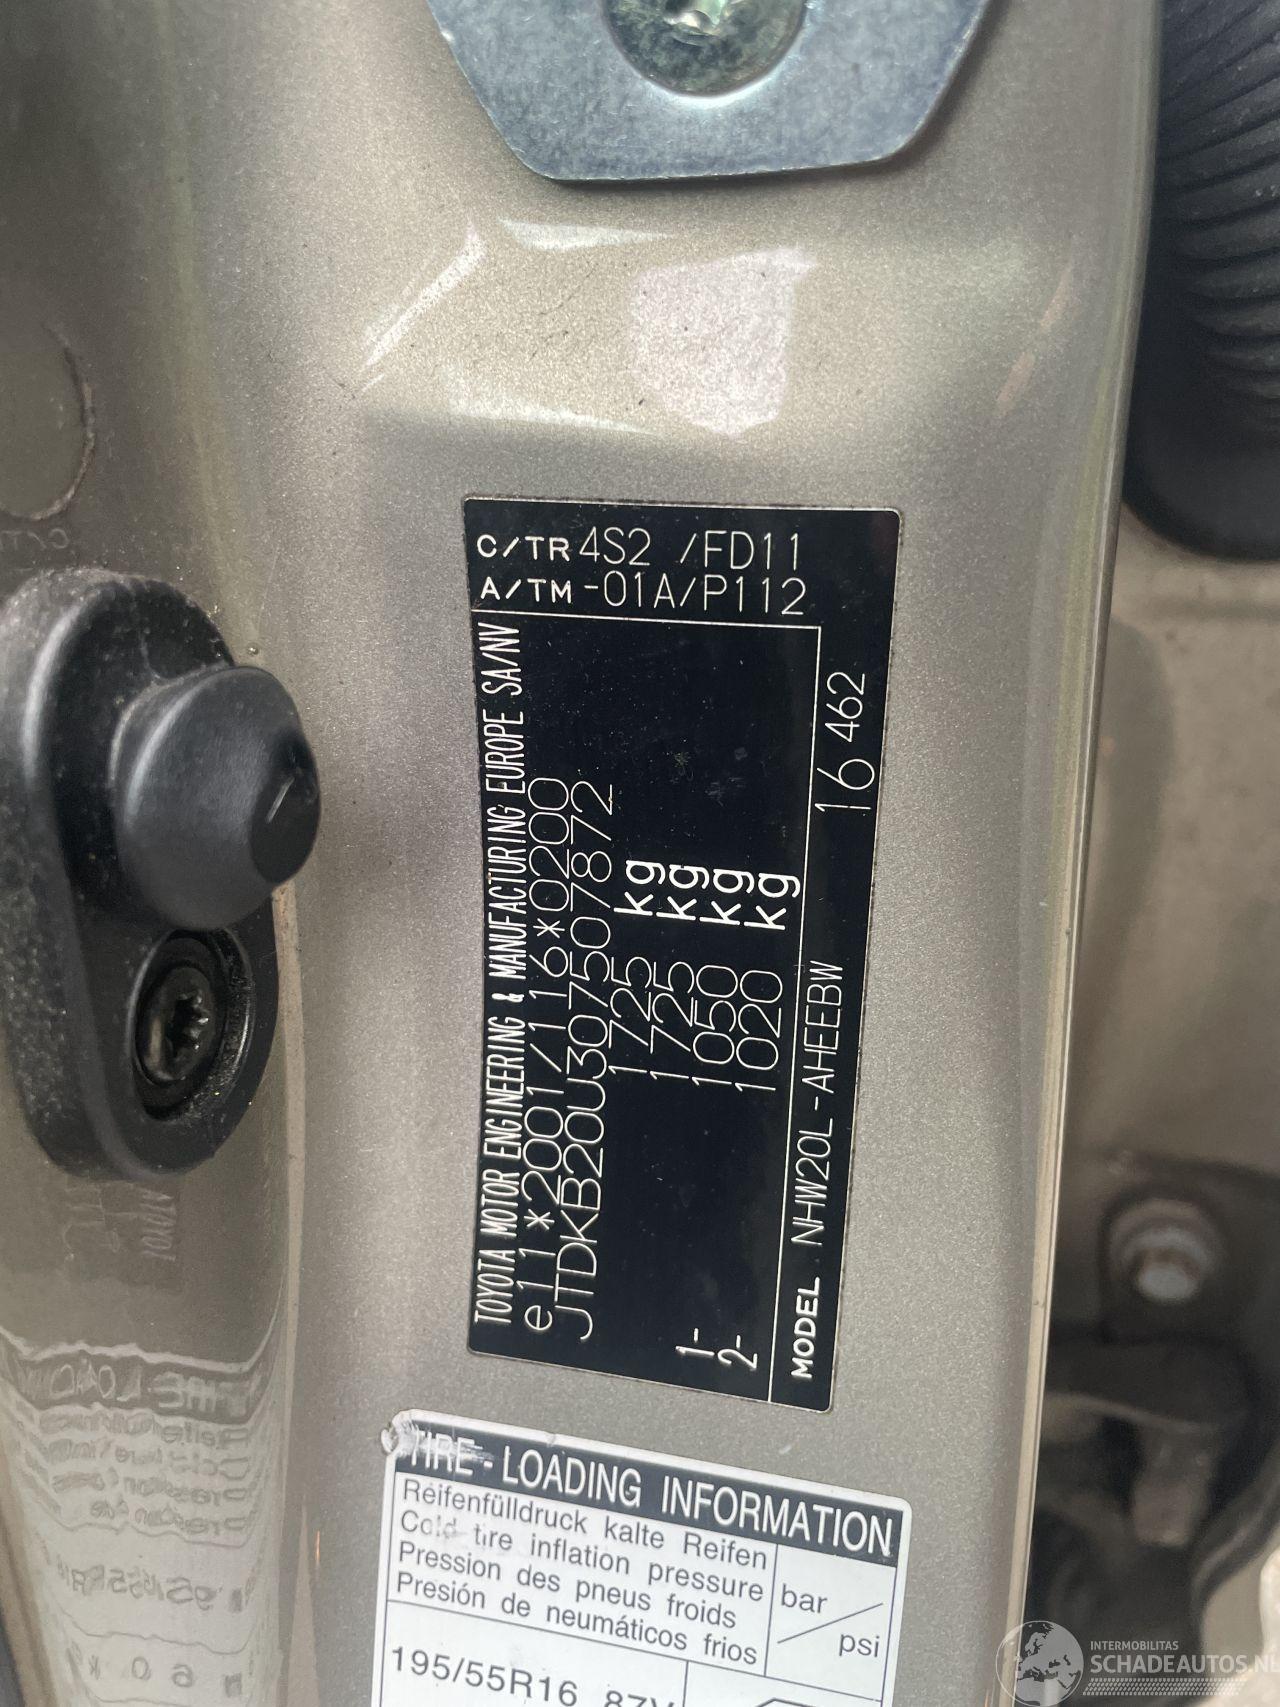 C/TR 4S2 /FD11
A/TM -01A/P112
TOYOTA MOTOR ENGINEERING & MANUFACTURING EUROPE SA/NV
e11*2001/116*0200
JTDKB20U307507872
1725 kg
1725 kg
1- 1050 kg
2- 1020 kg
MODEL NHW20L-AHEEBW 16 462
TIRE - LOADING INFORMATION
Reifenfülldruck kalte Reifen
Cold tire inflation pressure
Pression des pneus froids
Presión de neumáticos frios
bar / psi
195/55R16 87V
INTERMOBILITAS
SCHADEAUTOS.NL